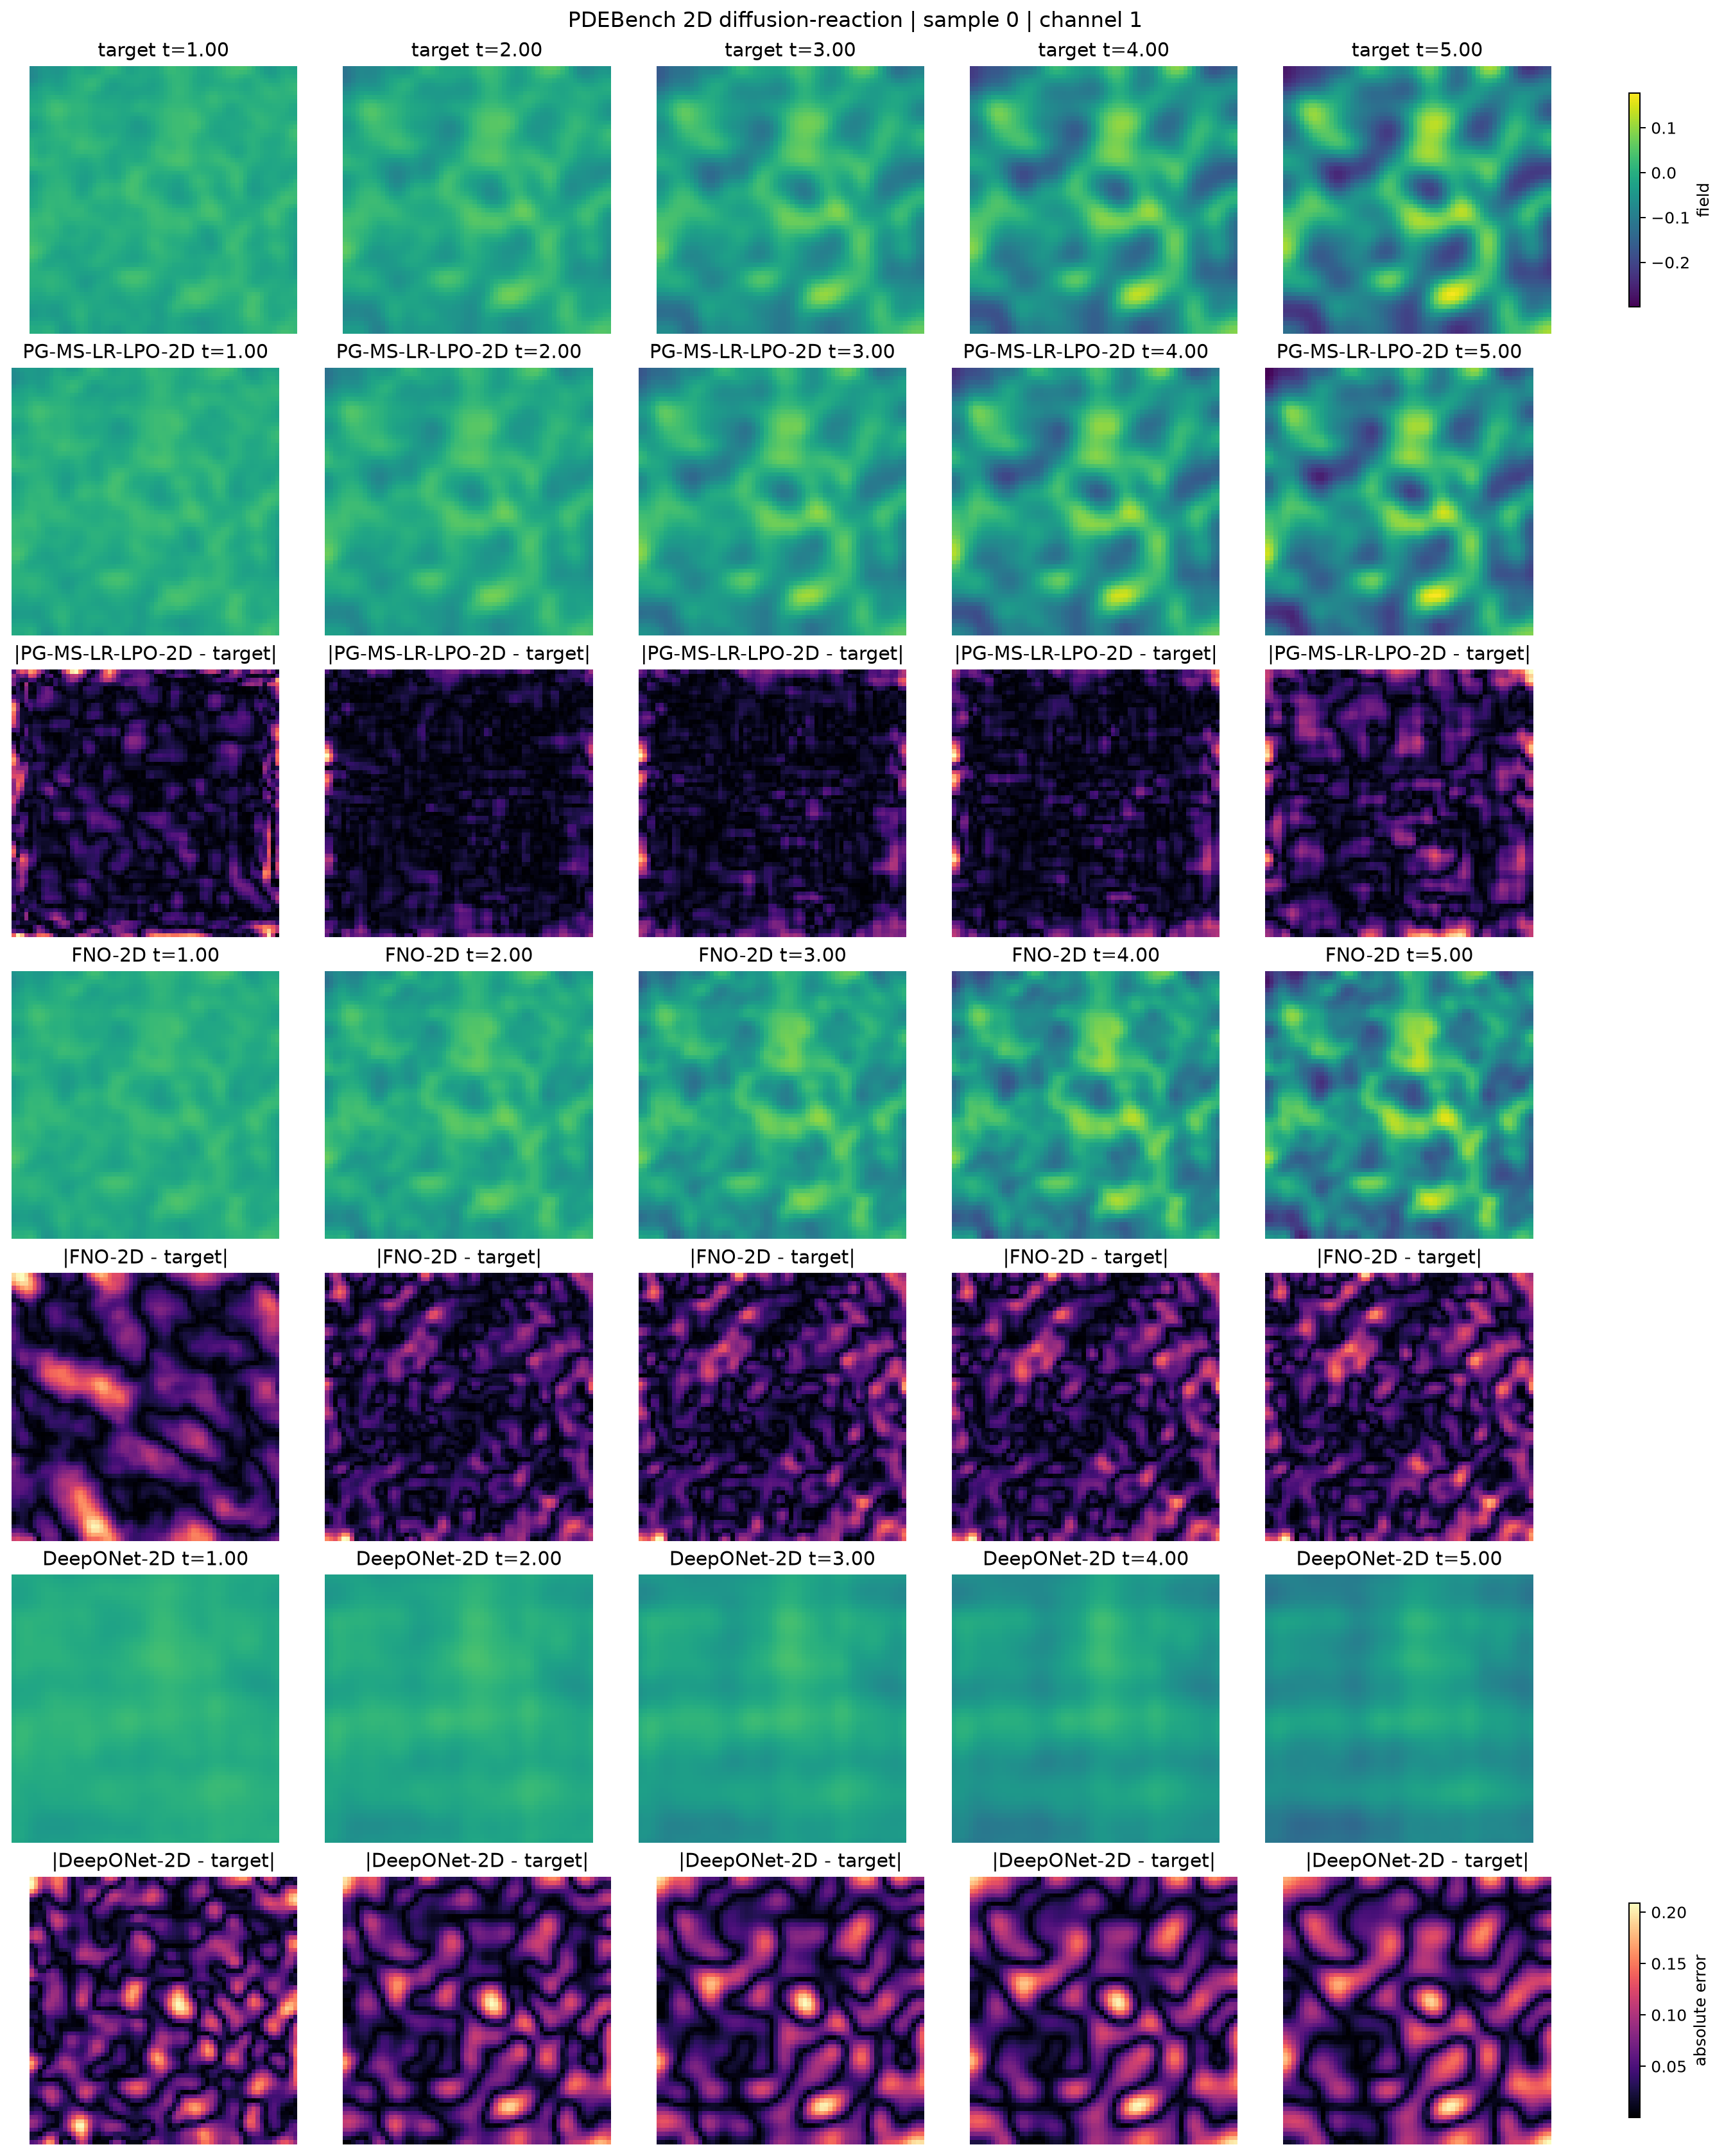 PDEBench 2D diffusion-reaction | sample 0 | channel 1
target t=1.00
target t=2.00
target t=3.00
target t=4.00
target t=5.00
0.1
0.0
−0.1
−0.2
field
PG-MS-LR-LPO-2D t=1.00
PG-MS-LR-LPO-2D t=2.00
PG-MS-LR-LPO-2D t=3.00
PG-MS-LR-LPO-2D t=4.00
PG-MS-LR-LPO-2D t=5.00
|PG-MS-LR-LPO-2D - target|
|PG-MS-LR-LPO-2D - target|
|PG-MS-LR-LPO-2D - target|
|PG-MS-LR-LPO-2D - target|
|PG-MS-LR-LPO-2D - target|
FNO-2D t=1.00
FNO-2D t=2.00
FNO-2D t=3.00
FNO-2D t=4.00
FNO-2D t=5.00
|FNO-2D - target|
|FNO-2D - target|
|FNO-2D - target|
|FNO-2D - target|
|FNO-2D - target|
DeepONet-2D t=1.00
DeepONet-2D t=2.00
DeepONet-2D t=3.00
DeepONet-2D t=4.00
DeepONet-2D t=5.00
|DeepONet-2D - target|
|DeepONet-2D - target|
|DeepONet-2D - target|
|DeepONet-2D - target|
|DeepONet-2D - target|
0.20
0.15
0.10
0.05
absolute error